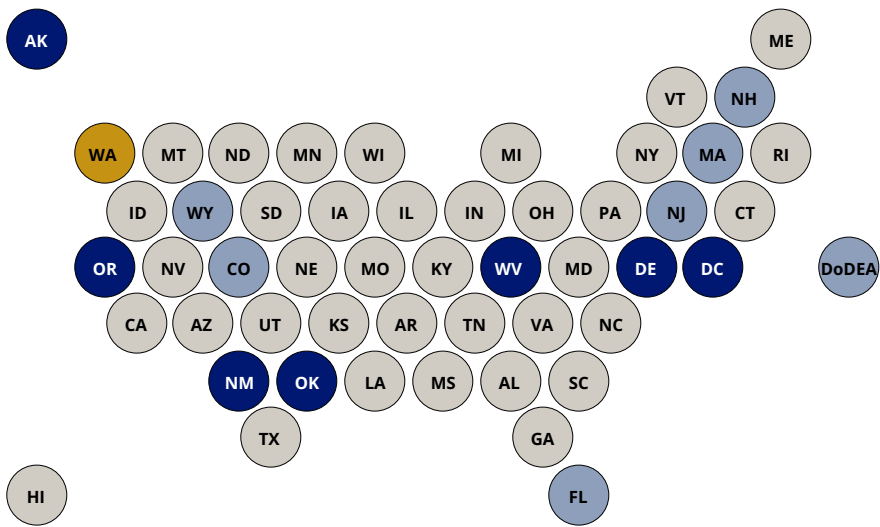 AK ME
VT NH
WA MT ND MN WI MI NY MA RI
ID WY SD IA IL IN OH PA NJ CT
OR NV CO NE MO KY WV MD DE DC DoDEA
CA AZ UT KS AR TN VA NC
NM OK LA MS AL SC
TX GA
HI FL